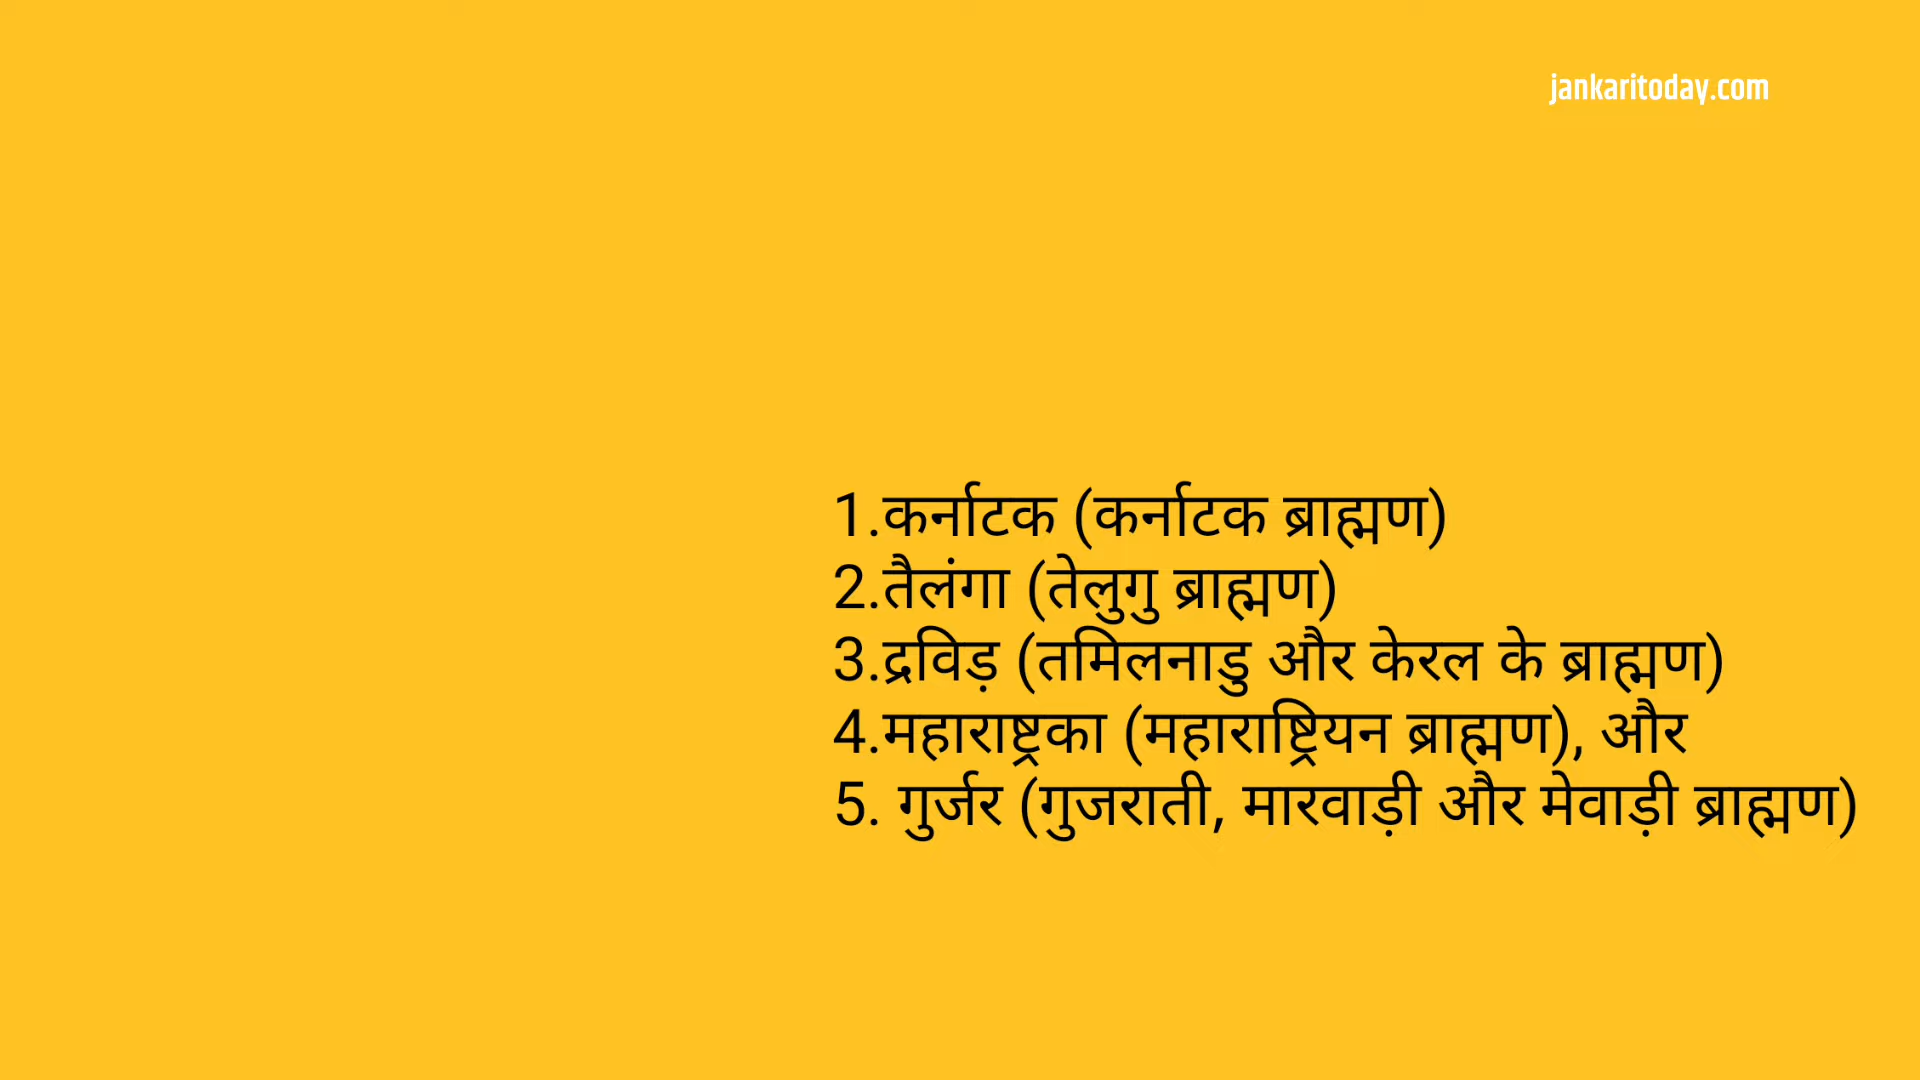 jankaritoday.com
1.कर्नाटक (कर्नाटक ब्राह्मण)
2.तैलंगा (तेलुगु ब्राह्मण)
3.द्रविड़ (तमिलनाडु और केरल के ब्राह्मण)
4.महाराष्ट्रका (महाराष्ट्रियन ब्राह्मण), और
5. गुर्जर (गुजराती, मारवाड़ी और मेवाड़ी ब्राह्मण)